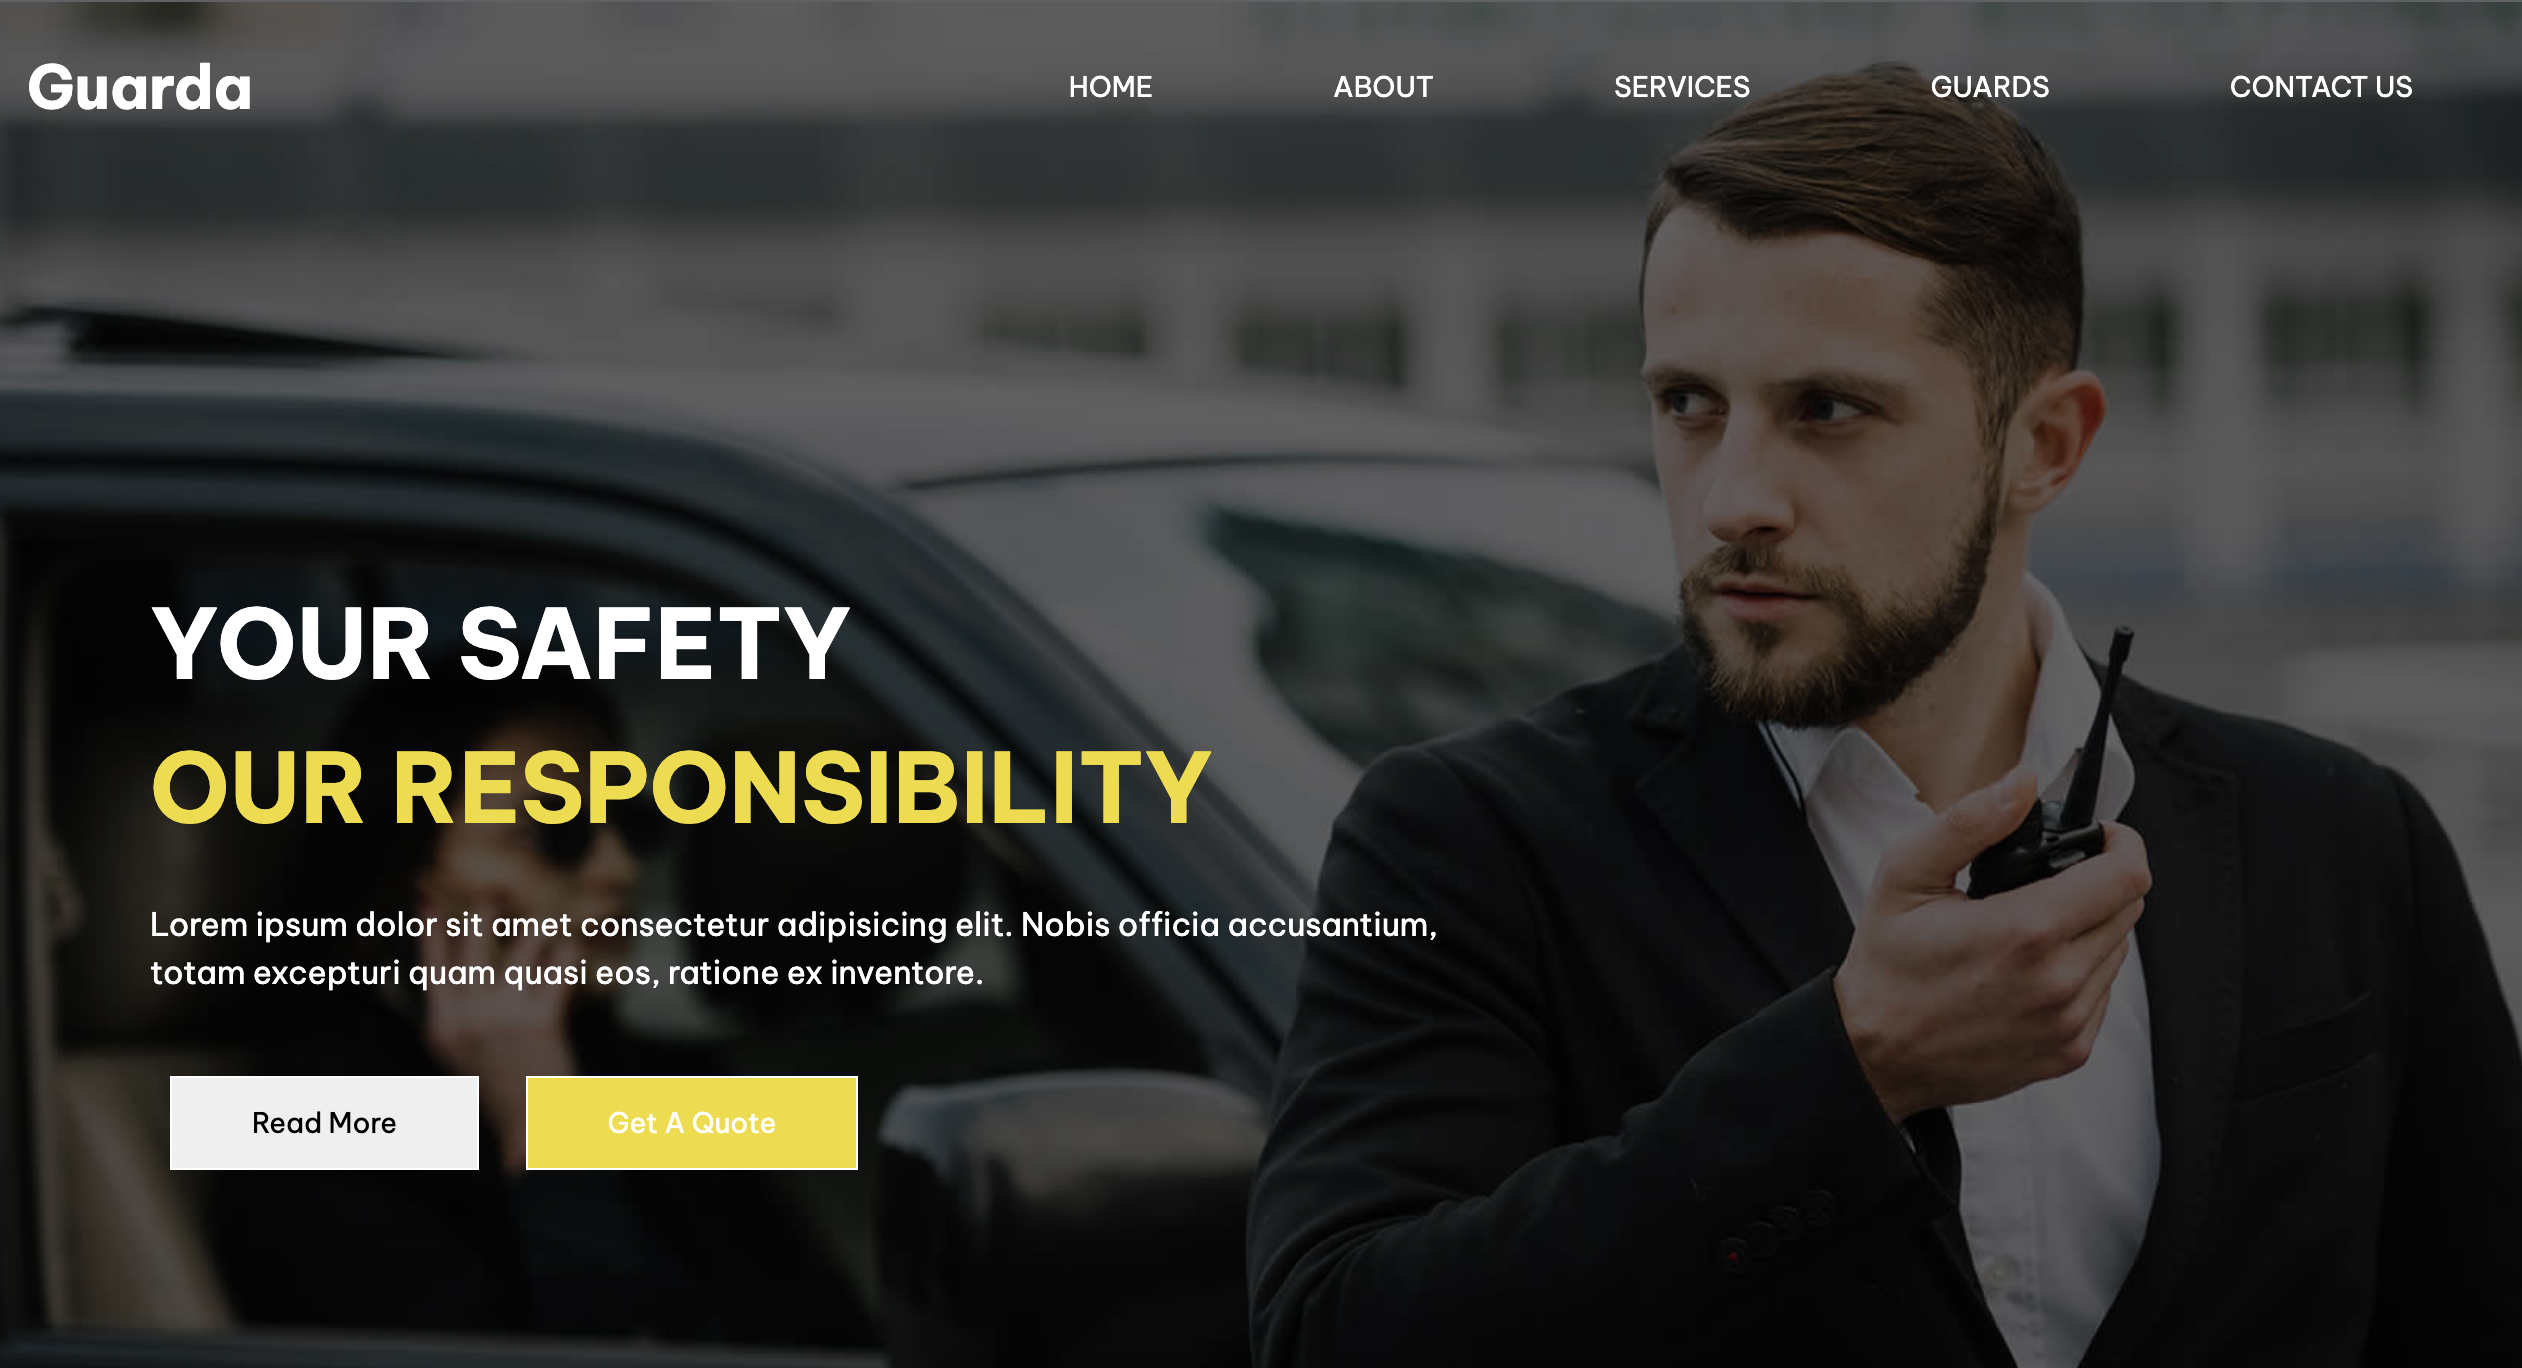 Guarda
HOME
ABOUT
SERVICES
GUARDS
CONTACT US
YOUR SAFETY
OUR RESPONSIBILITY
Lorem ipsum dolor sit amet consectetur adipisicing elit. Nobis officia accusantium,
totam excepturi quam quasi eos, ratione ex inventore.
Read More
Get A Quote